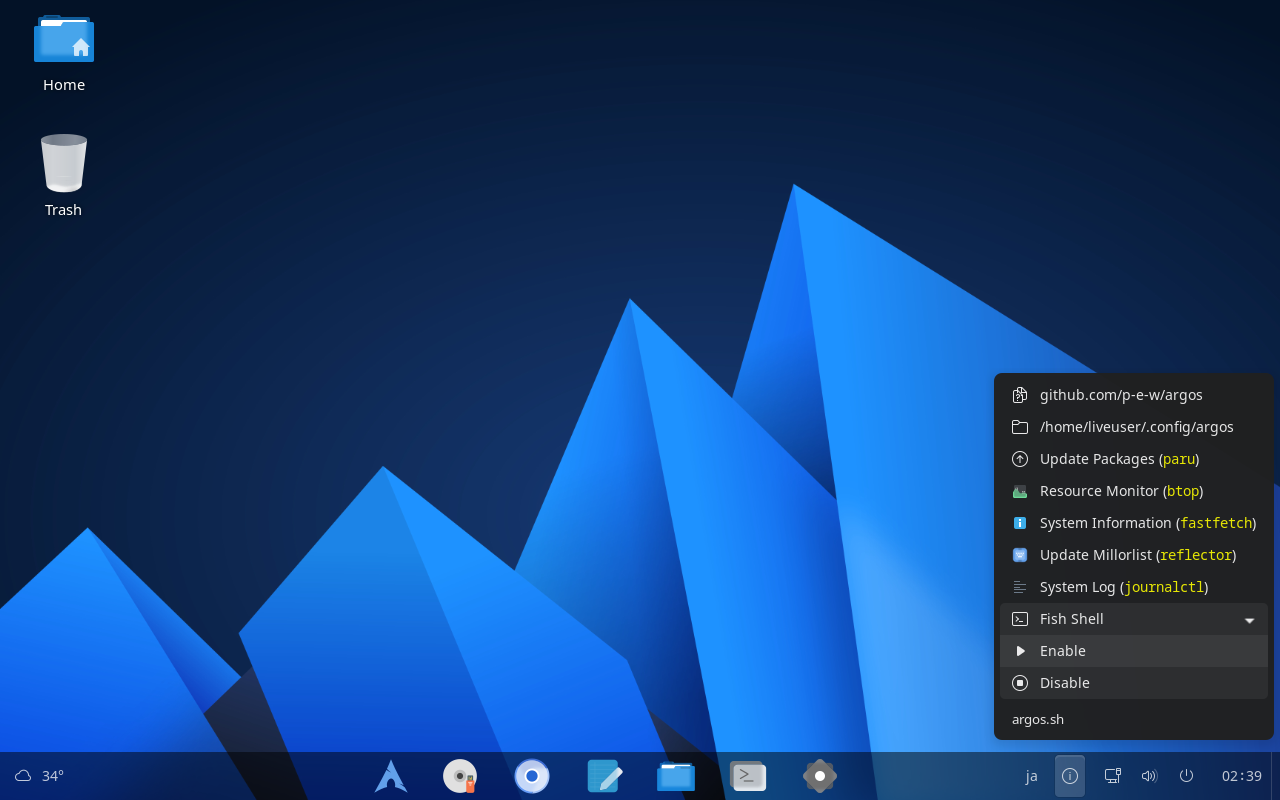 Home
Trash
github.com/p-e-w/argos
/home/liveuser/.config/argos
Update Packages (paru)
Resource Monitor (btop)
System Information (fastfetch)
Update Millorlist (reflector)
System Log (journalctl)
Fish Shell
Enable
Disable
argos.sh
34°
ja
02:39